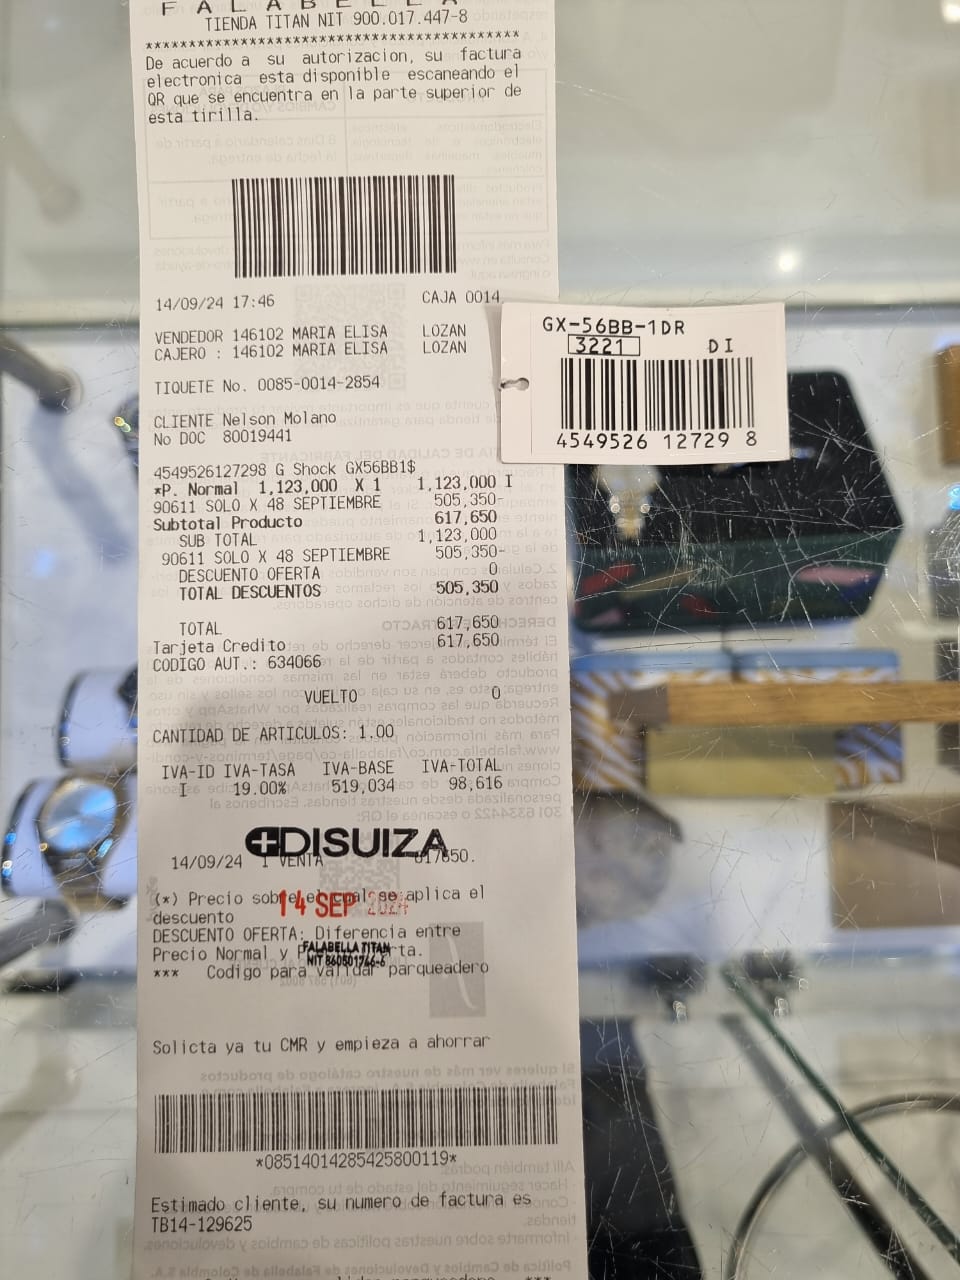 FALABELLA
TIENDA TITAN NIT 900.017.447-8
*******************************************
De acuerdo a su autorizacion, su factura
electronica esta disponible escaneando el
QR que se encuentra en la parte superior de
esta tirilla.
14/09/24 17:46 CAJA 0014
VENDEDOR 146102 MARIA ELISA LOZAN
CAJERO : 146102 MARIA ELISA LOZAN
TIQUETE No. 0085-0014-2854
CLIENTE Nelson Molano
No DOC 80019441
4549526127298 G Shock GX56BB1$
*P. Normal 1,123,000 X 1 1,123,000 I
90611 SOLO X 48 SEPTIEMBRE 505,350-
Subtotal Producto 617,650
SUB TOTAL 1,123,000
90611 SOLO X 48 SEPTIEMBRE 505,350-
DESCUENTO OFERTA 0
TOTAL DESCUENTOS 505,350
TOTAL 617,650
Tarjeta Credito 617,650
CODIGO AUT.: 634066
VUELTO 0
CANTIDAD DE ARTICULOS: 1.00
IVA-ID IVA-TASA IVA-BASE IVA-TOTAL
I 19.00% 519,034 98,616
DISUIZA
14/09/24 VENTA 617650.
(*) Precio sobre el cual se aplica el
14 SEP 2024
descuento
DESCUENTO OFERTA: Diferencia entre
Precio Normal y
FALABELLA TITAN
NIT 860501766-6
*** Codigo para validar parqueadero
Solicta ya tu CMR y empieza a ahorrar
*08514014285425800119*
Estimado cliente, su numero de factura es
TB14-129625
GX-56BB-1DR
3221 DI
4549526 12729 8